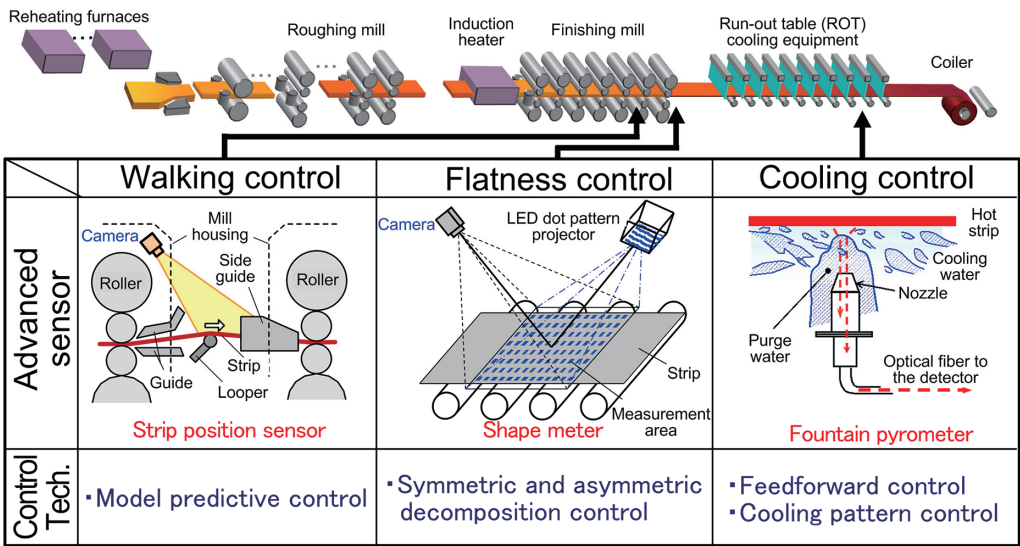 Reheating furnaces
Roughing mill
Induction
heater
Finishing mill
Run-out table (ROT)
cooling equipment
Coiler
Walking control
Flatness control
Cooling control
Advanced
sensor
Camera
Mill
housing
Side
guide
Roller
Roller
Guide
Strip
Looper
Strip position sensor
Camera
LED dot pattern
projector
Strip
Measurement
area
Shape meter
Hot
strip
Cooling
water
Nozzle
Purge
water
Optical fiber to
the detector
Fountain pyrometer
Control
Tech.
・Model predictive control
・Symmetric and asymmetric
decomposition control
・Feedforward control
・Cooling pattern control